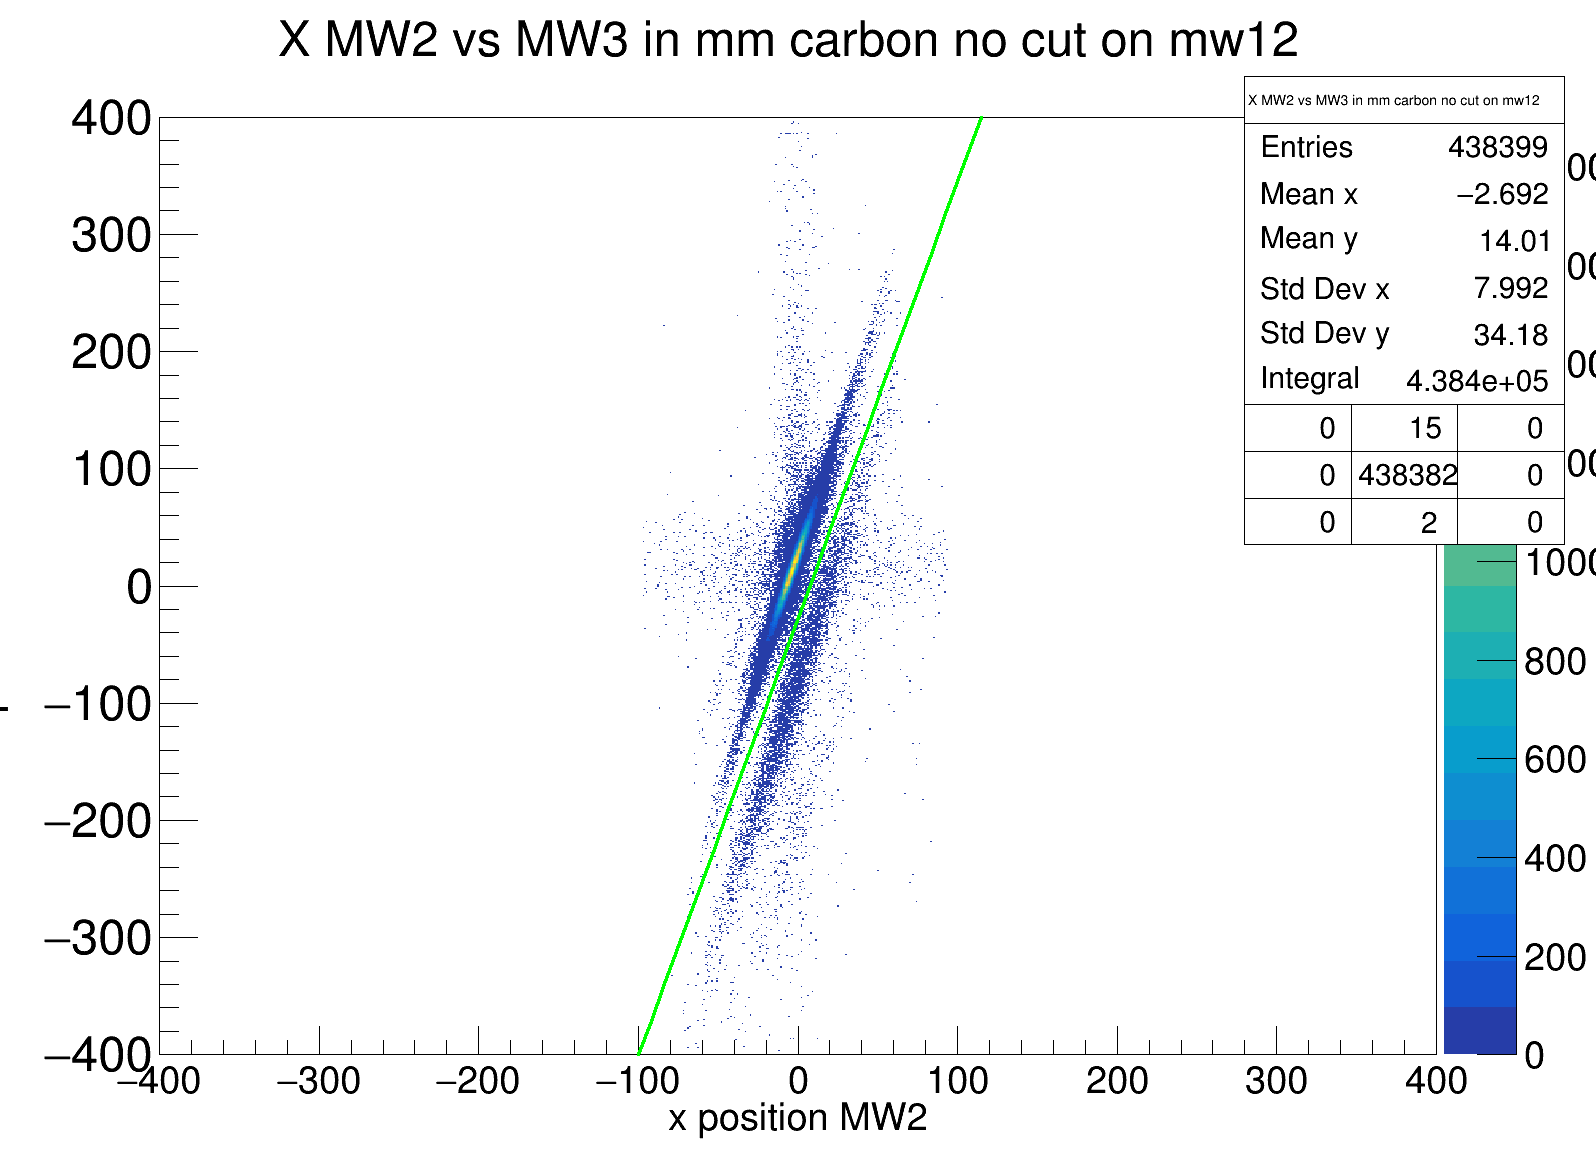 X MW2 vs MW3 in mm carbon no cut on mw12
X MW2 vs MW3 in mm carbon no cut on mw12
Entries 438399
Mean x −2.692
Mean y 14.01
Std Dev x 7.992
Std Dev y 34.18
Integral 4.384e+05
0 15 0
0 438382 0
0 2 0
400
300
200
100
0
−100
−200
−300
−400
−400 −300 −200 −100 0 100 200 300 400
x position MW2
1000
800
600
400
200
0